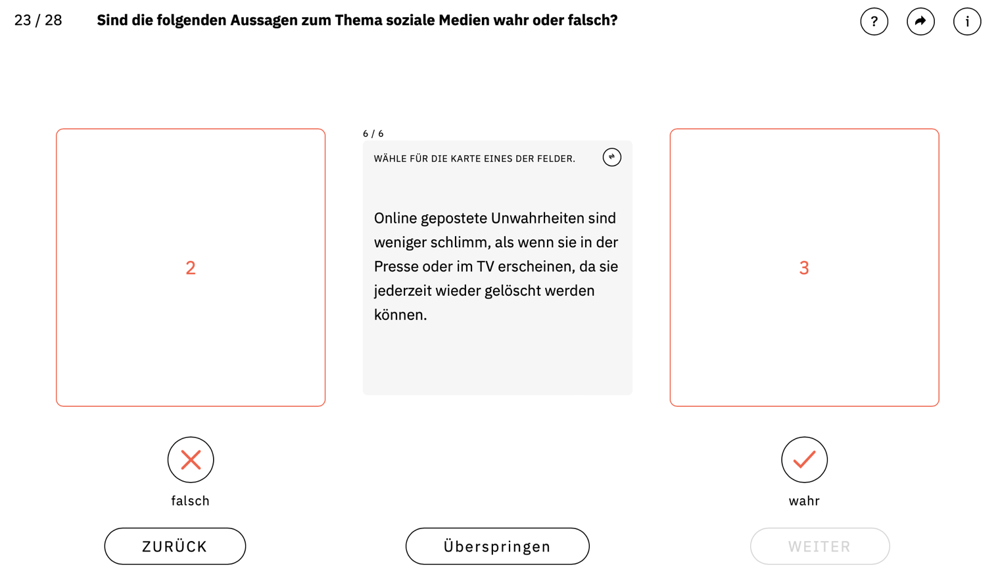 23 / 28
Sind die folgenden Aussagen zum Thema soziale Medien wahr oder falsch?
?
i
2
6 / 6
WÄHLE FÜR DIE KARTE EINES DER FELDER.
Online gepostete Unwahrheiten sind
weniger schlimm, als wenn sie in der
Presse oder im TV erscheinen, da sie
jederzeit wieder gelöscht werden
können.
3
falsch
wahr
ZURÜCK
Überspringen
WEITER